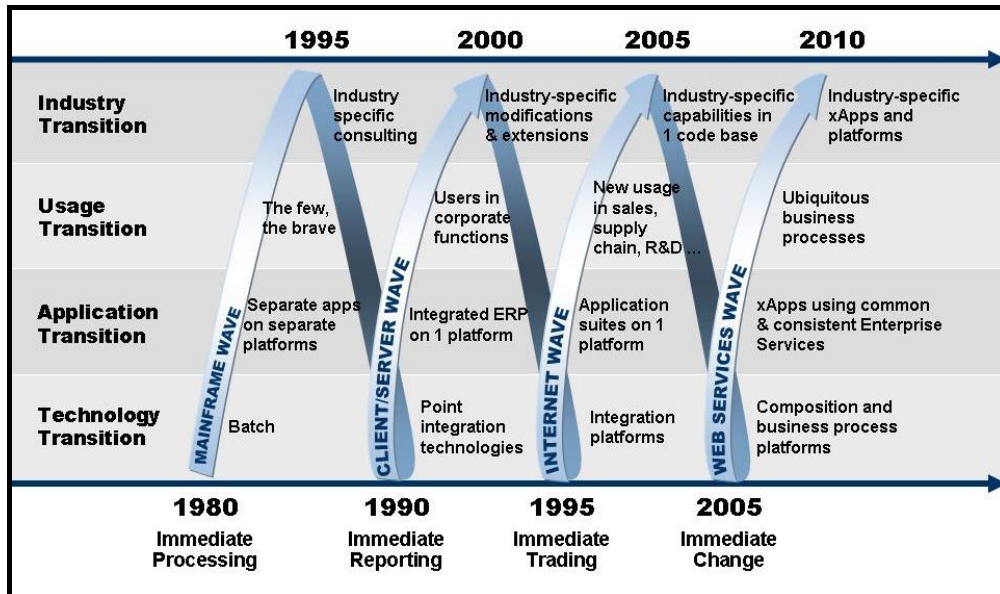 1995
2000
2005
2010
Industry
Transition
Industry
specific
consulting
Industry-specific
modifications
& extensions
Industry-specific
capabilities in
1 code base
Industry-specific
xApps and
platforms
Usage
Transition
The few,
the brave
Users in
corporate
functions
New usage
in sales,
supply
chain, R&D ...
Ubiquitous
business
processes
Application
Transition
Separate apps
on separate
platforms
Integrated ERP
on 1 platform
Application
suites on 1
platform
xApps using common
& consistent Enterprise
Services
Technology
Transition
Batch
Point
integration
technologies
Integration
platforms
Composition and
business process
platforms
MAINFRAME WAVE
CLIENT/SERVER WAVE
INTERNET WAVE
WEB SERVICES WAVE
1980
Immediate
Processing
1990
Immediate
Reporting
1995
Immediate
Trading
2005
Immediate
Change